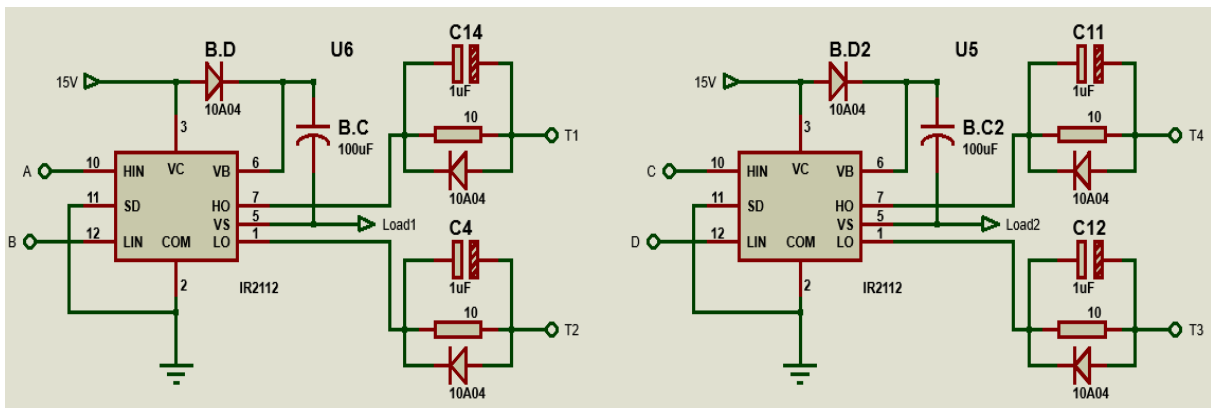 B.D
U6
C14
15V
10A04
1uF
3
B.C
100uF
10
T1
A
10
HIN
VC
VB
6
10A04
11
SD
HO
7
VS
5
Load1
B
12
LIN
COM
LO
1
C4
2
IR2112
1uF
10
T2
10A04
B.D2
U5
C11
15V
10A04
1uF
3
B.C2
100uF
10
T4
C
10
HIN
VC
VB
6
10A04
11
SD
HO
7
VS
5
Load2
D
12
LIN
COM
LO
1
C12
2
IR2112
1uF
10
T3
10A04